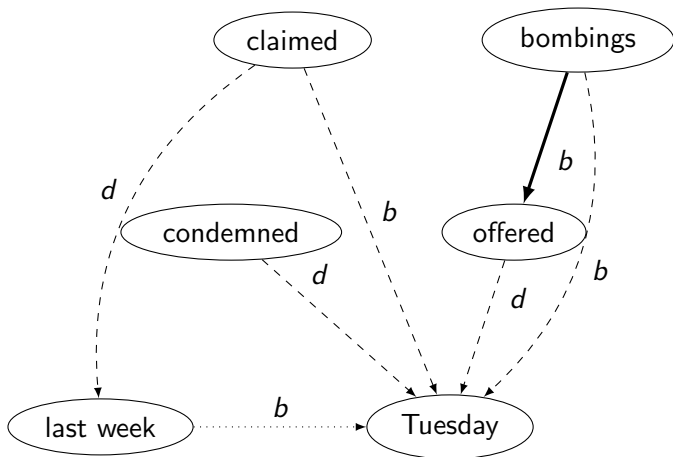 claimed
bombings
d
b
b
condemned
offered
d
d
b
b
last week
Tuesday